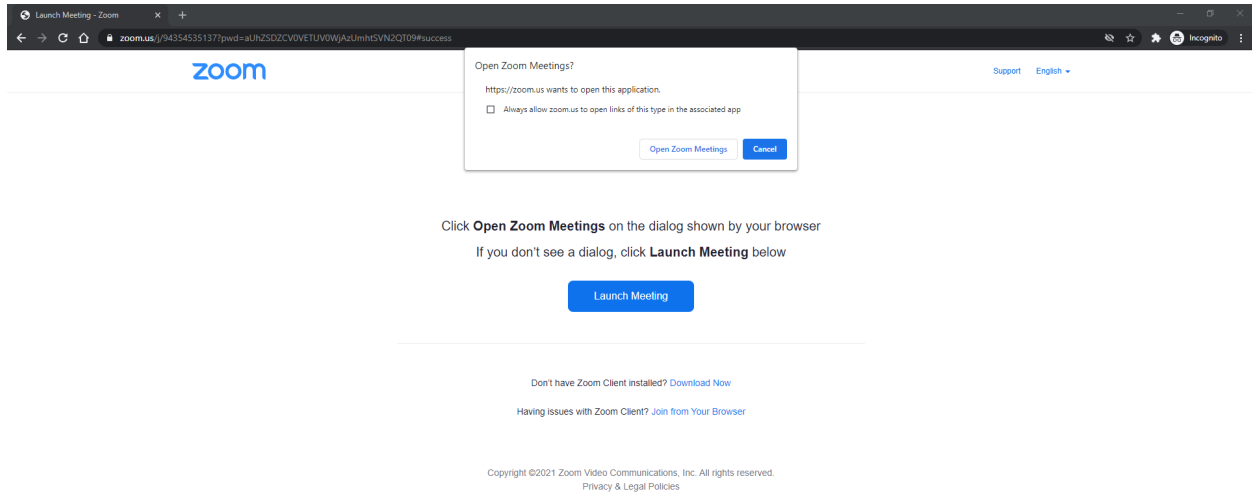 Launch Meeting - Zoom
zoom.us/j/94354535137?pwd=aUhZSDZCV0VETUV0WjAzUmhtSVN2QT09#success
Incognito
zoom
Support English
Open Zoom Meetings?
https://zoom.us wants to open this application.
Always allow zoom.us to open links of this type in the associated app
Open Zoom Meetings Cancel
Click Open Zoom Meetings on the dialog shown by your browser
If you don't see a dialog, click Launch Meeting below
Launch Meeting
Don't have Zoom Client installed? Download Now
Having issues with Zoom Client? Join from Your Browser
Copyright ©2021 Zoom Video Communications, Inc. All rights reserved.
Privacy & Legal Policies